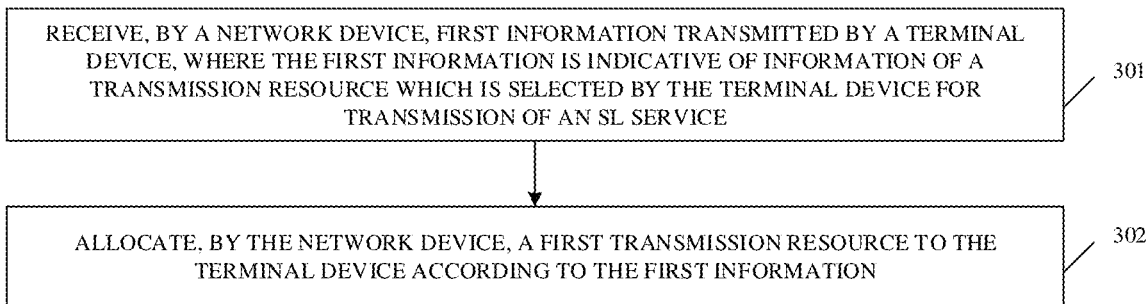 RECEIVE, BY A NETWORK DEVICE, FIRST INFORMATION TRANSMITTED BY A TERMINAL
DEVICE, WHERE THE FIRST INFORMATION IS INDICATIVE OF INFORMATION OF A
TRANSMISSION RESOURCE WHICH IS SELECTED BY THE TERMINAL DEVICE FOR
TRANSMISSION OF AN SL SERVICE
301
ALLOCATE, BY THE NETWORK DEVICE, A FIRST TRANSMISSION RESOURCE TO THE
TERMINAL DEVICE ACCORDING TO THE FIRST INFORMATION
302